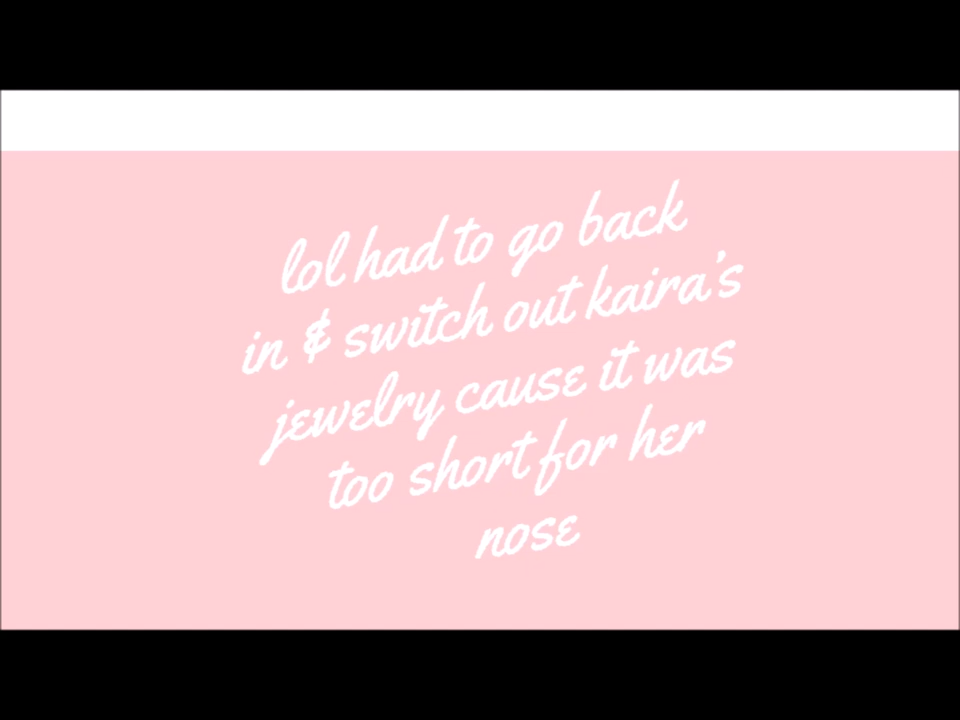 lol had to go back
in & switch out kaira's
jewelry cause it was
too short for her
nose